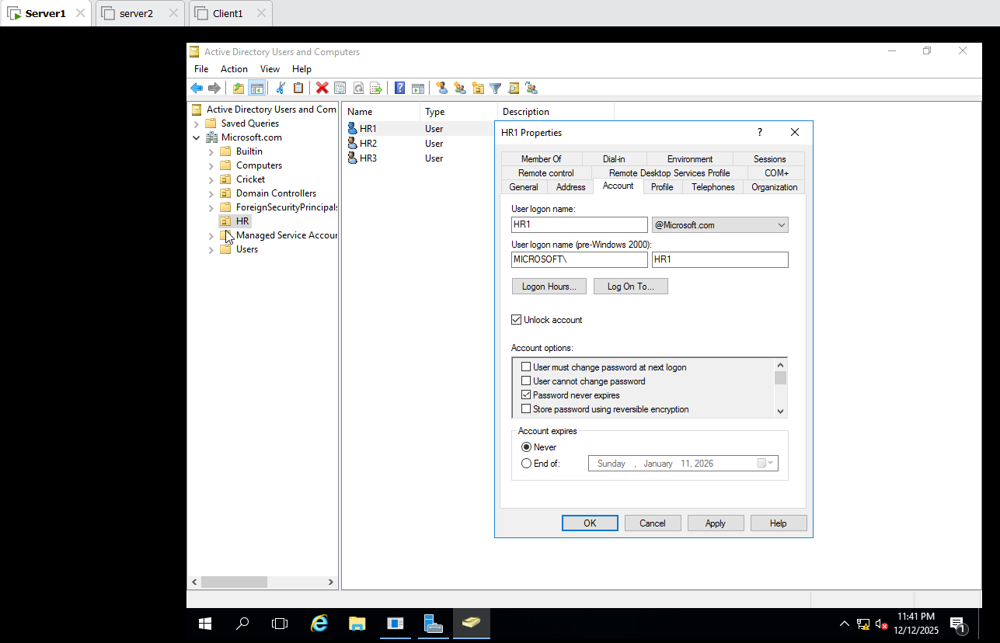 Server1
server2
Client1
Active Directory Users and Computers
File Action View Help
Active Directory Users and Com
Saved Queries
Microsoft.com
Builtin
Computers
Cricket
Domain Controllers
ForeignSecurityPrincipals
HR
Managed Service Accour
Users
Name Type Description
HR1 User
HR2 User
HR3 User
HR1 Properties
?
Member Of Dial-in Environment Sessions
Remote control Remote Desktop Services Profile COM+
General Address Account Profile Telephones Organization
User logon name:
HR1 @Microsoft.com
User logon name (pre-Windows 2000):
MICROSOFT\ HR1
Logon Hours... Log On To...
Unlock account
Account options:
User must change password at next logon
User cannot change password
Password never expires
Store password using reversible encryption
Account expires
Never
End of: Sunday , January 11, 2026
OK Cancel Apply Help
11:41 PM
12/12/2025
1